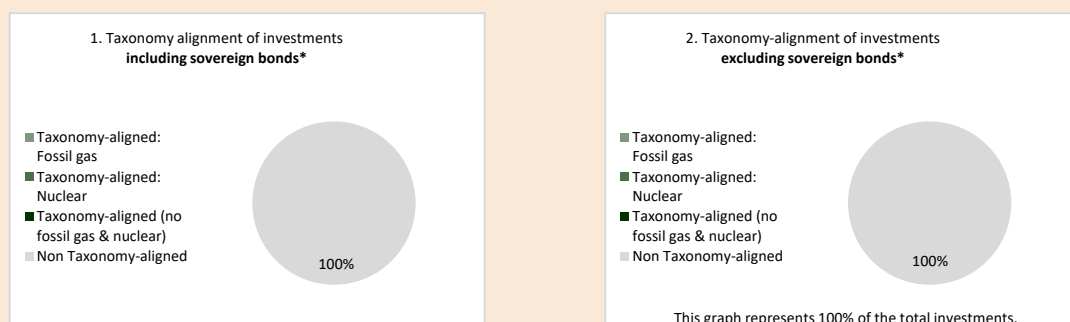 1. Taxonomy alignment of investments
including sovereign bonds*
Taxonomy-aligned:
Fossil gas
Taxonomy-aligned:
Nuclear
Taxonomy-aligned (no
fossil gas & nuclear)
Non Taxonomy-aligned
100%
2. Taxonomy-alignment of investments
excluding sovereign bonds*
Taxonomy-aligned:
Fossil gas
Taxonomy-aligned:
Nuclear
Taxonomy-aligned (no
fossil gas & nuclear)
Non Taxonomy-aligned
100%
This graph represents 100% of the total investments.